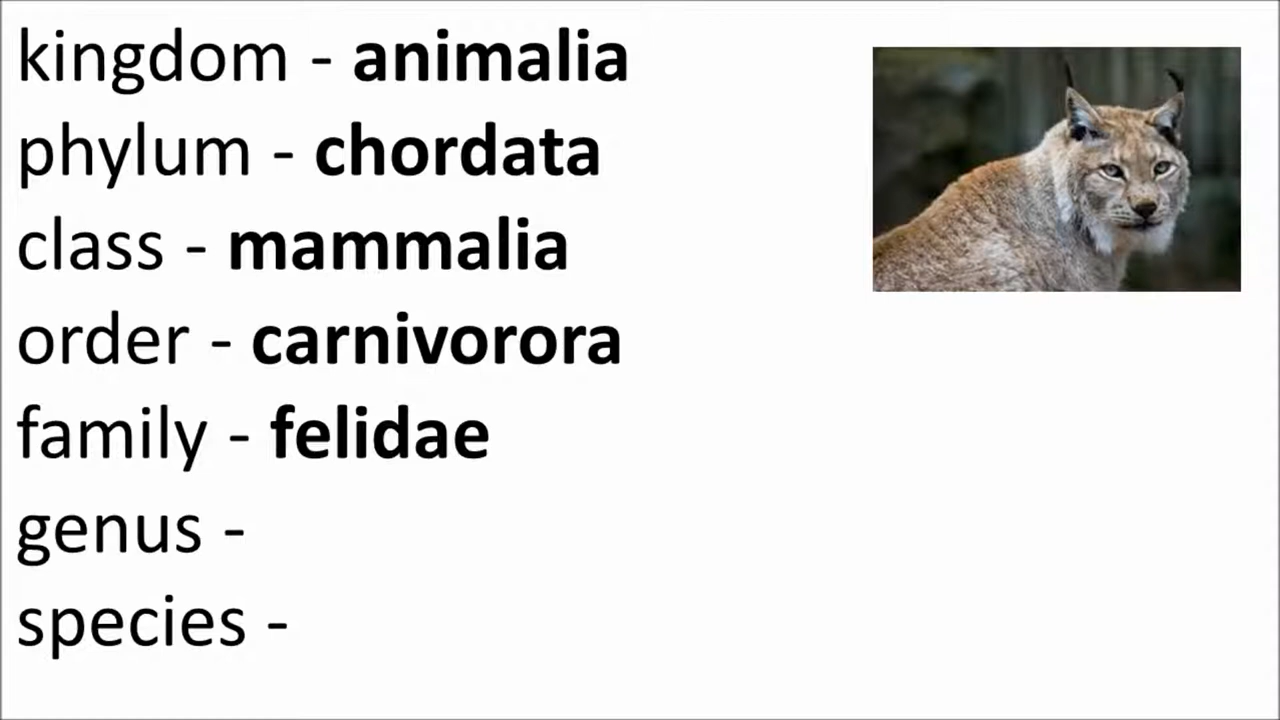 kingdom - animalia
phylum - chordata
class - mammalia
order - carnivorora
family - felidae
genus -
species -